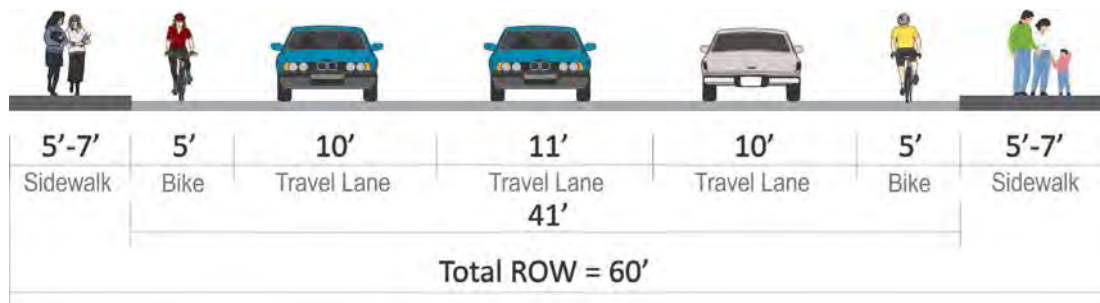 5’-7’ 5’ 10’ 11’ 10’ 5’ 5’-7’
Sidewalk Bike Travel Lane Travel Lane Travel Lane Bike Sidewalk
41’
Total ROW = 60’